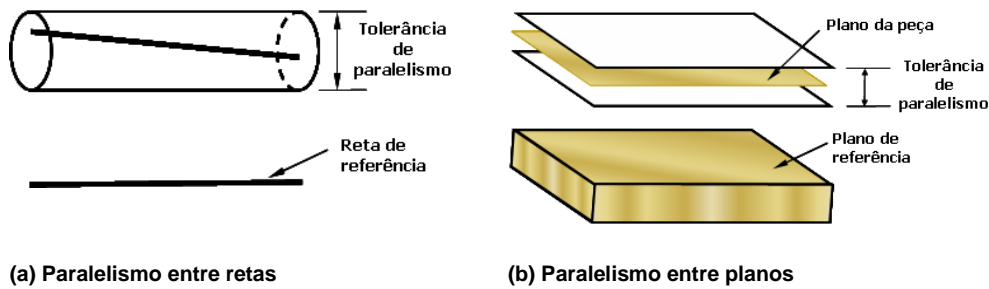 Tolerância
de
paralelismo
Reta de
referência
(a) Paralelismo entre retas
Plano da peça
Tolerância
de
paralelismo
Plano de
referência
(b) Paralelismo entre planos